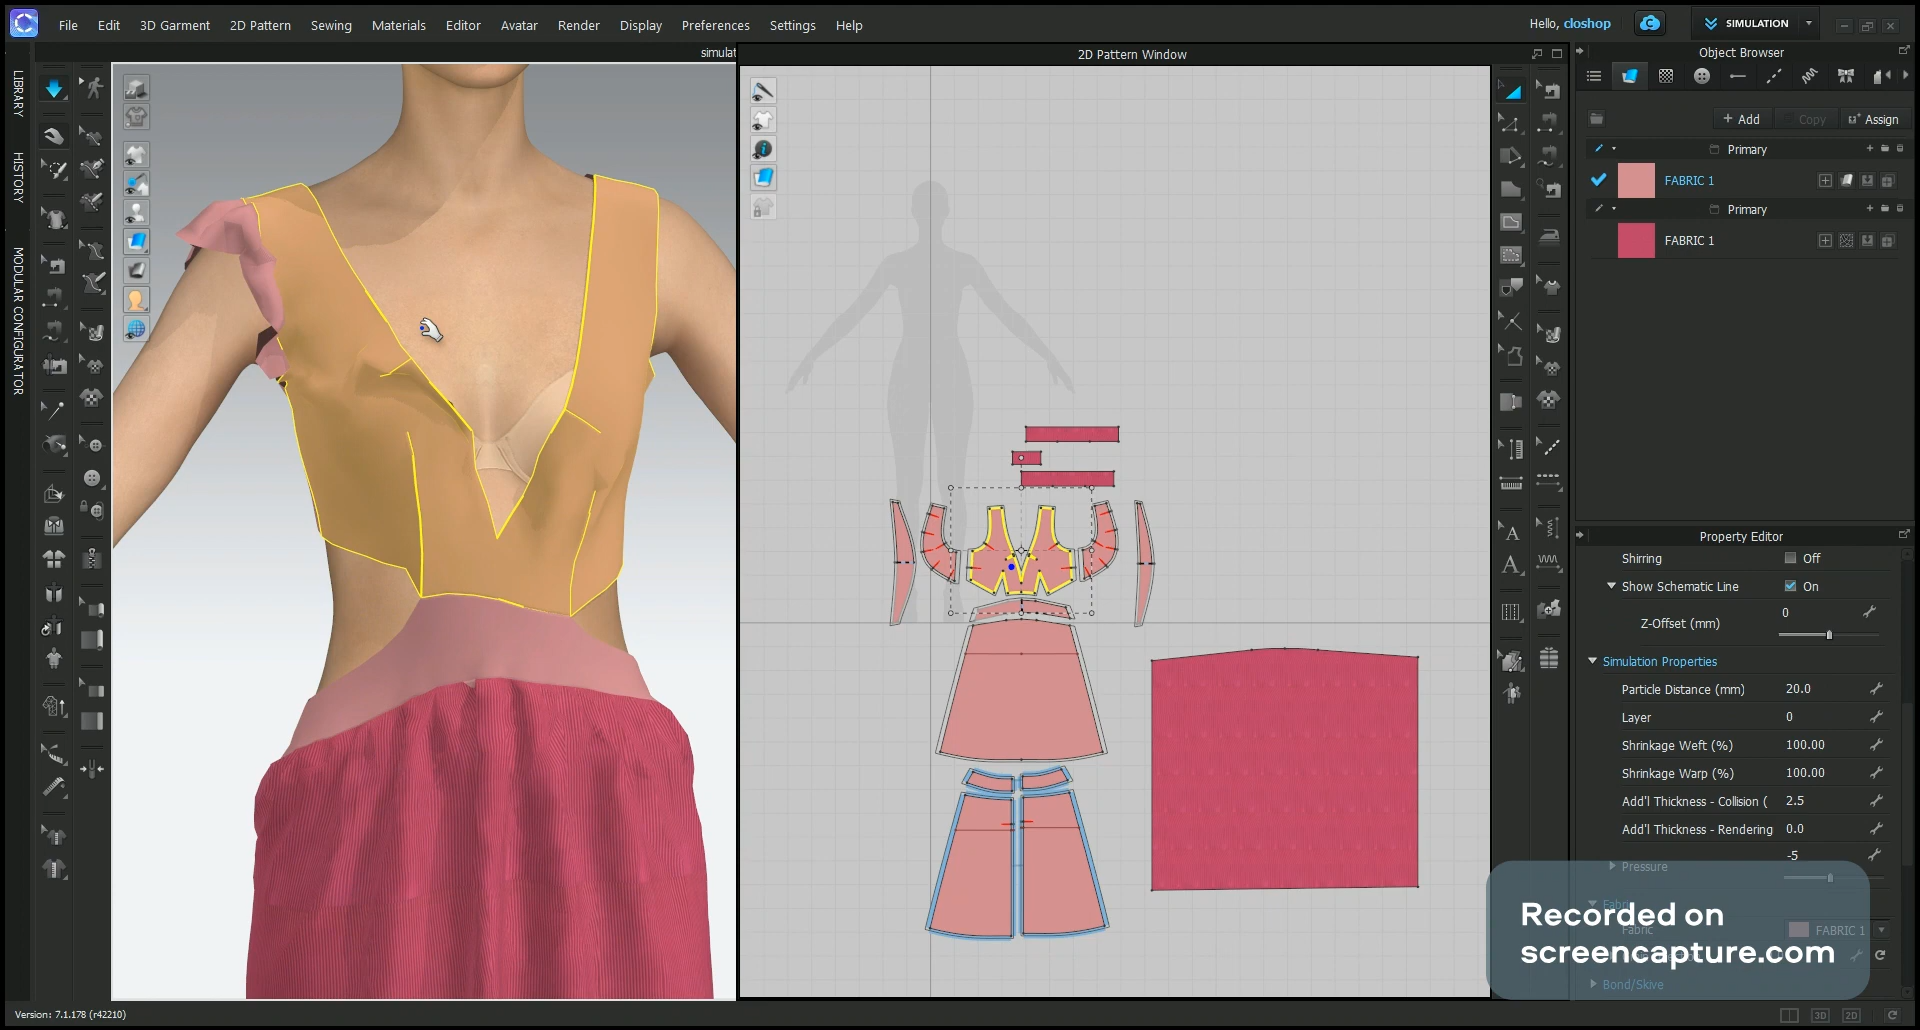 File Edit 3D Garment 2D Pattern Sewing Materials Editor Avatar Render Display Preferences Settings Help
Hello, closhop
SIMULATION
simulat
2D Pattern Window
Object Browser
LIBRARY
HISTORY
MODULAR CONFIGURATOR
+ Add Copy Assign
Primary
FABRIC 1
Primary
FABRIC 1
Property Editor
Shirring Off
Show Schematic Line On
0
Z-Offset (mm)
Simulation Properties
Particle Distance (mm) 20.0
Layer 0
Shrinkage Weft (%) 100.00
Shrinkage Warp (%) 100.00
Add'l Thickness - Collision ( 2.5
Add'l Thickness - Rendering 0.0
-5
Pressure
Recorded on
screencapture.com
Fabric FABRIC 1
Bond/Skive
Version: 7.1.178 (r42210)
3D 2D